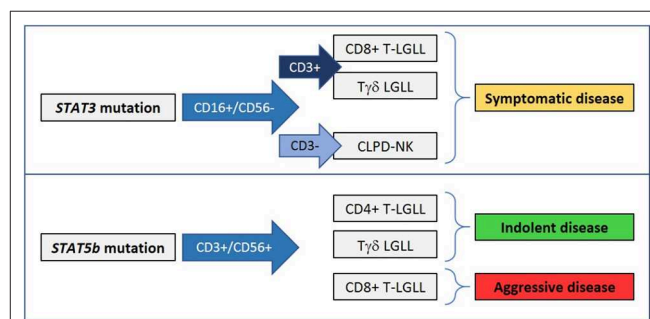 STAT3 mutation
CD16+/CD56-
CD3+
CD8+ T-LGLL
Tγδ LGLL
CD3-
CLPD-NK
Symptomatic disease
STAT5b mutation
CD3+/CD56+
CD4+ T-LGLL
Tγδ LGLL
Indolent disease
CD8+ T-LGLL
Aggressive disease